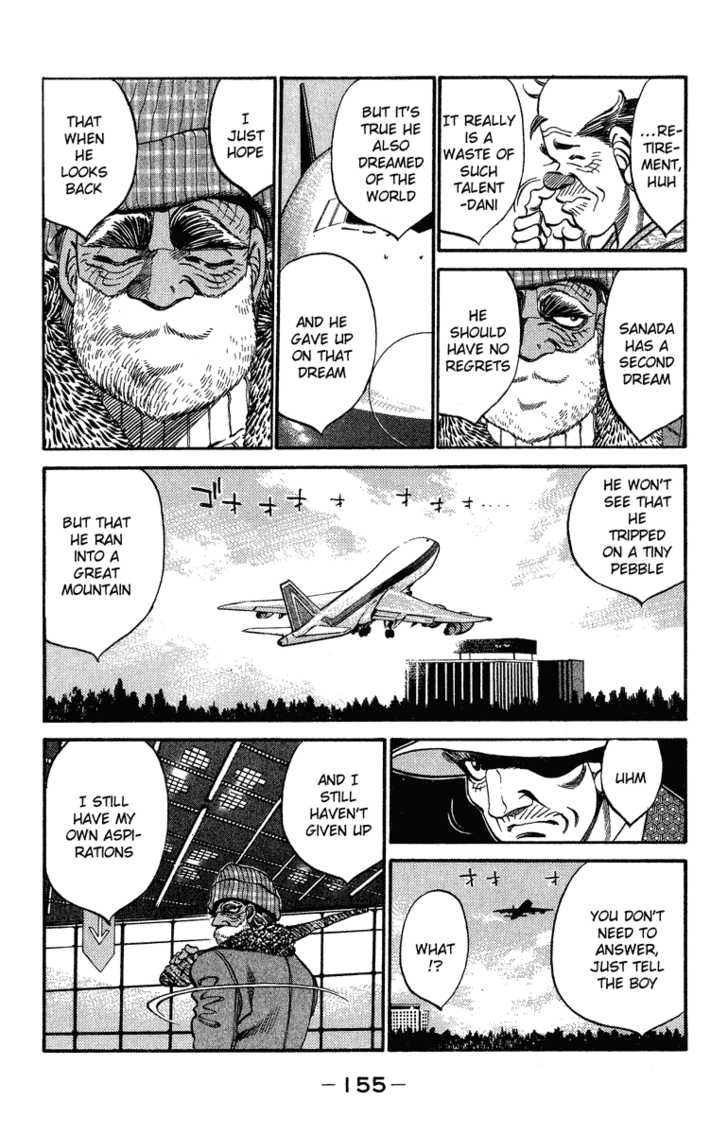 ...RE-
TIRE-
MENT,
HUH
IT REALLY
IS A
WASTE OF
SUCH
TALENT
-DANI
SANADA
HAS A
SECOND
DREAM
HE
SHOULD
HAVE NO
REGRETS
BUT IT'S
TRUE HE
ALSO
DREAMED
OF THE
WORLD
AND HE
GAVE UP
ON THAT
DREAM
I
JUST
HOPE
THAT
WHEN
HE
LOOKS
BACK
HE WON'T
SEE THAT
HE
TRIPPED
ON A TINY
PEBBLE
ゴォォォォォォ....
BUT THAT
HE RAN
INTO A
GREAT
MOUNTAIN
UHM
YOU DON'T
NEED TO
ANSWER,
JUST TELL
THE BOY
ォォォ
WHAT
!?
AND I
STILL
HAVEN'T
GIVEN UP
I STILL
HAVE MY
OWN ASPI-
RATIONS
-155-